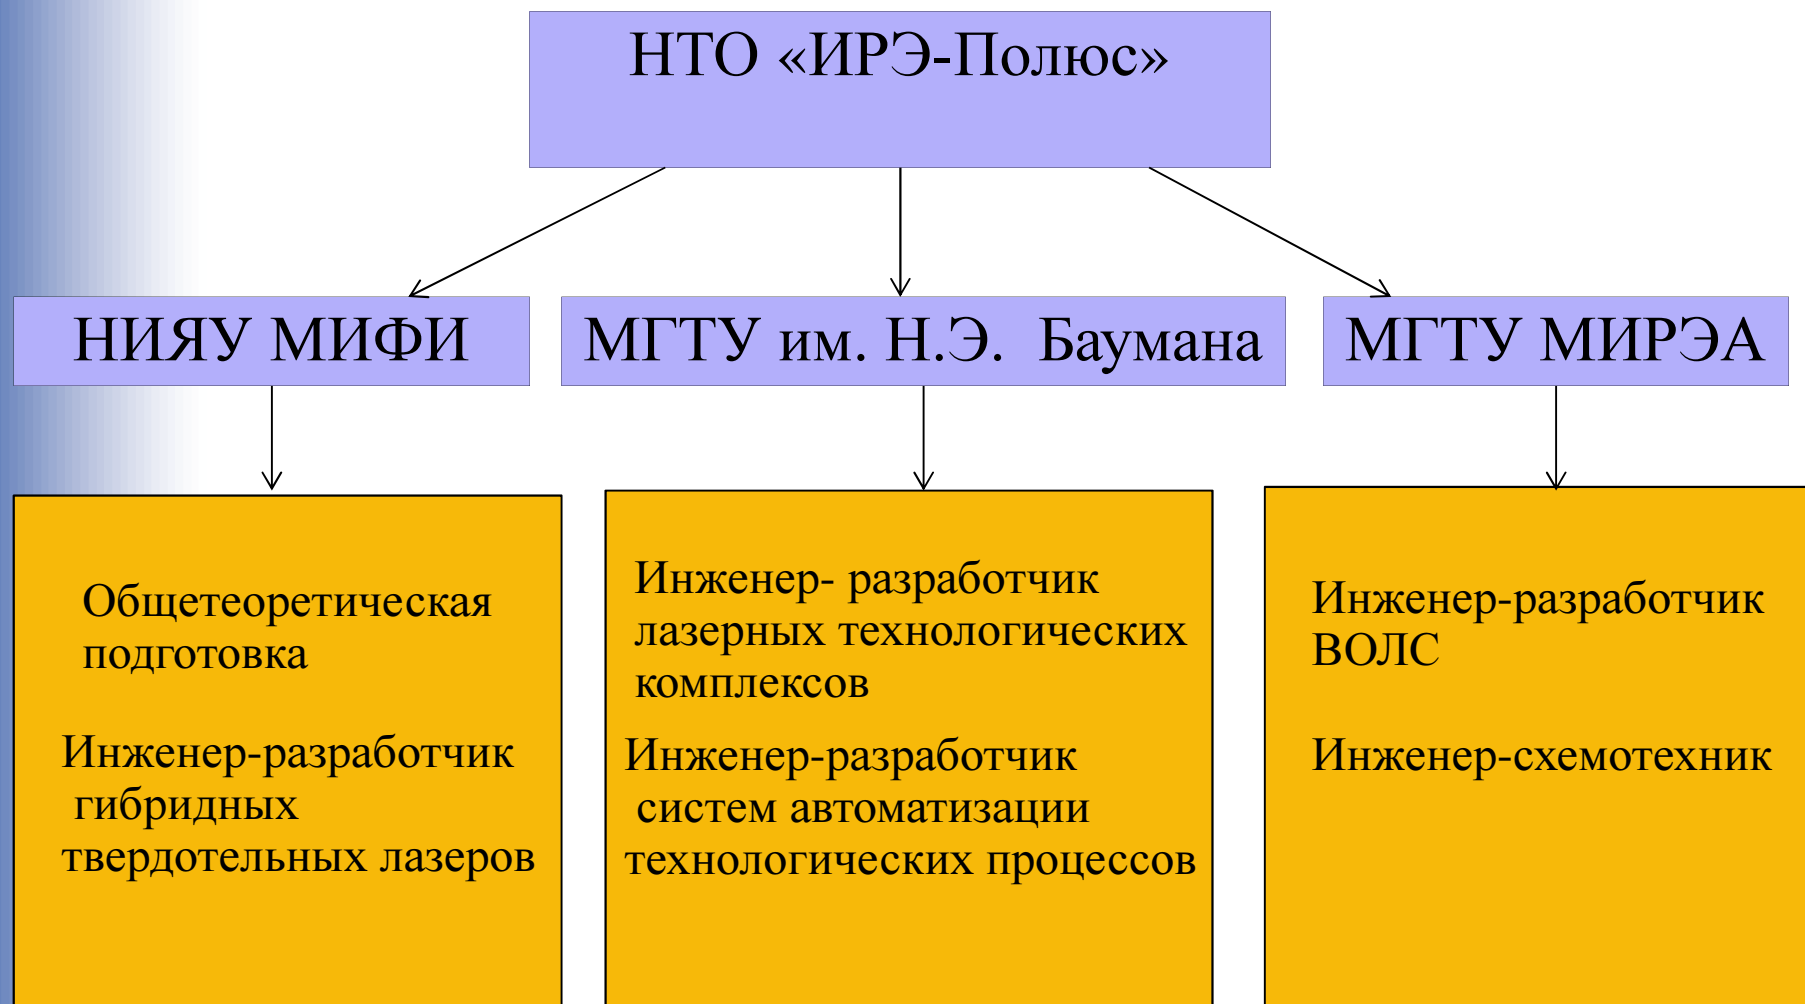 НТО «ИРЭ-Полюс»
НИЯУ МИФИ
МГТУ им. Н.Э. Баумана
МГТУ МИРЭА
Общетеоретическая
подготовка
Инженер-разработчик
гибридных
твердотельных лазеров
Инженер- разработчик
лазерных технологических
комплексов
Инженер-разработчик
систем автоматизации
технологических процессов
Инженер-разработчик
ВОЛС
Инженер-схемотехник